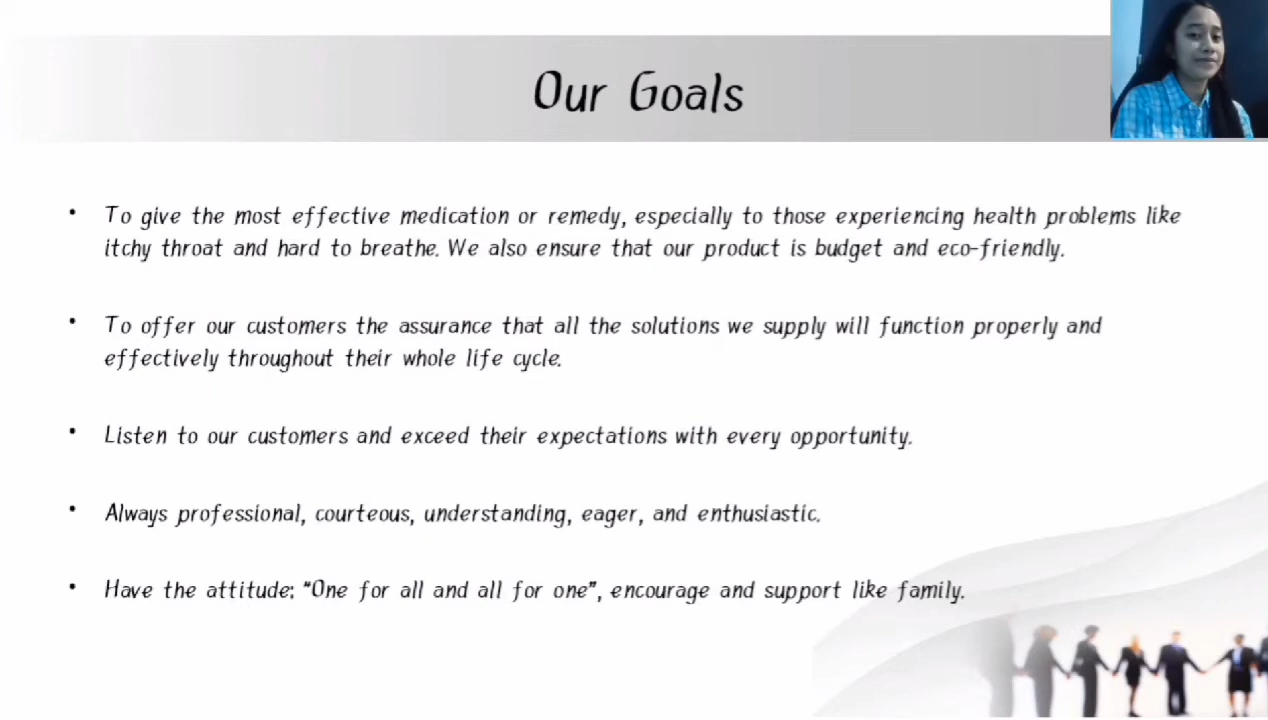 Our Goals
• To give the most effective medication or remedy, especially to those experiencing health problems like
itchy throat and hard to breathe. We also ensure that our product is budget and eco-friendly.
• To offer our customers the assurance that all the solutions we supply will function properly and
effectively throughout their whole life cycle.
• Listen to our customers and exceed their expectations with every opportunity.
• Always professional, courteous, understanding, eager, and enthusiastic.
• Have the attitude: “One for all and all for one”, encourage and support like family.